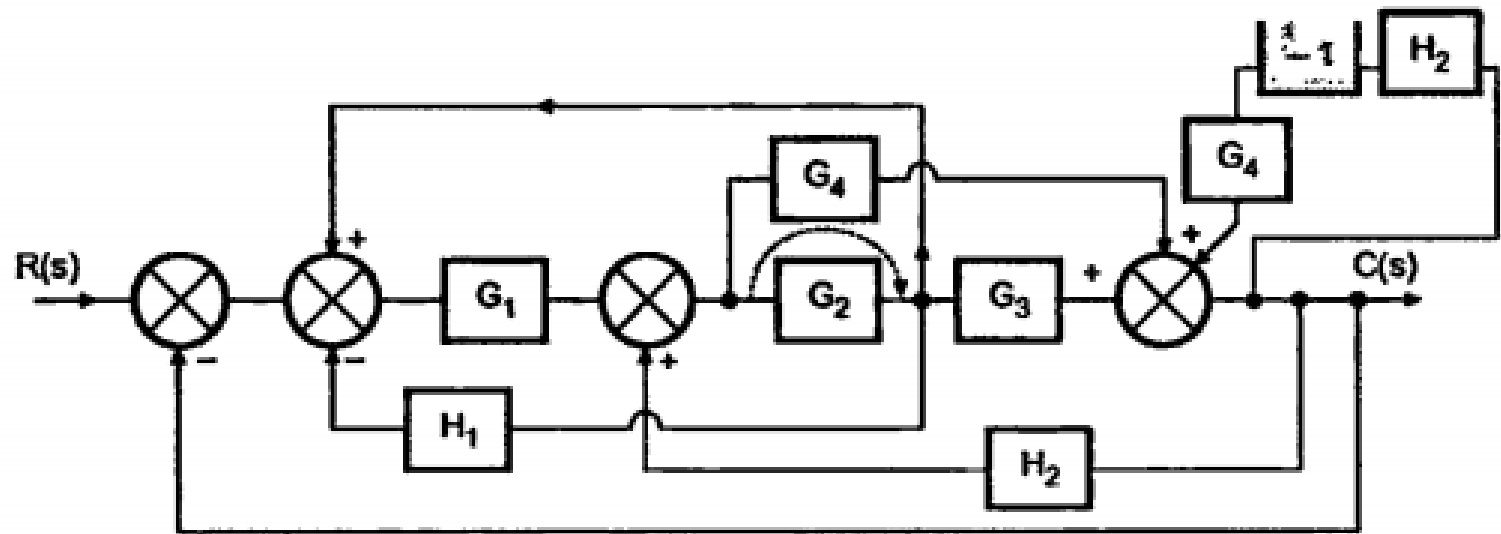 H₂
G₄
G₄
+
+
R(s)
G₁
G₂
G₃
+
C(s)
−
−
+
H₁
H₂